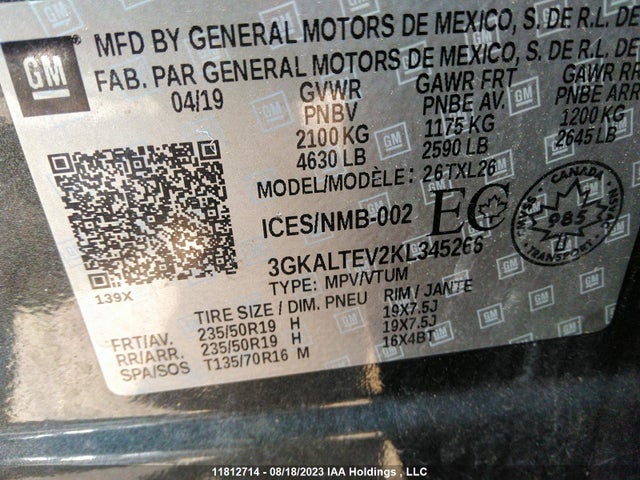 GM
MFD BY GENERAL MOTORS DE MEXICO, S. DE R.L. DE
FAB. PAR GENERAL MOTORS DE MEXICO, S. DE R.L. DE
04/19 GVWR GAWR FRT GAWR RR
PNBV PNBE AV. PNBE ARR
2100 KG 1175 KG 1200 KG
4630 LB 2590 LB 2645 LB
MODEL/MODÈLE: 26TXL26
ICES/NMB-002 EC
CANADA
985
TRANSPORT
3GKALTEV2KL345266
TYPE: MPV/VTUM
139X
TIRE SIZE / DIM. PNEU RIM / JANTE
FRT/AV. 235/50R19 H 19X7.5J
RR/ARR. 235/50R19 H 19X7.5J
SPA/SOS T135/70R16 M 16X4BT
11812714 - 08/18/2023 IAA Holdings , LLC